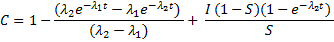 C = 1 − (λ₂e^{−λ₁t} − λ₁e^{−λ₂t})/(λ₂ − λ₁) + I (1 − S)(1 − e^{−λ₂t})/S